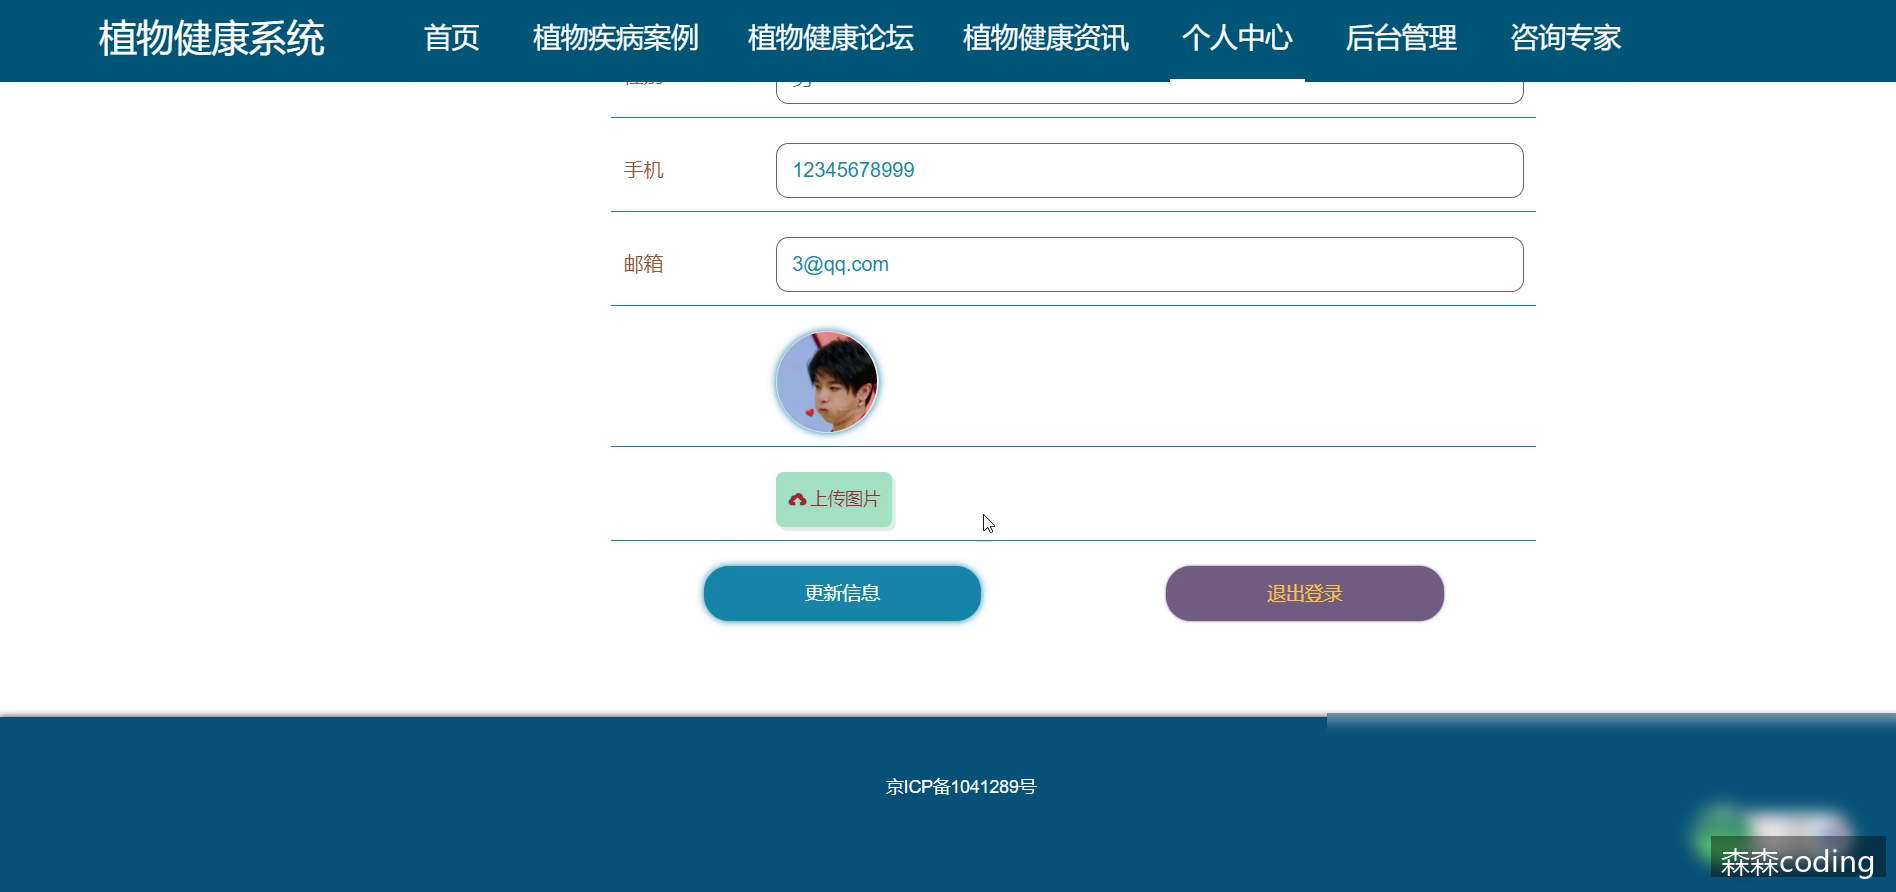 植物健康系统 首页 植物疾病案例 植物健康论坛 植物健康资讯 个人中心 后台管理 咨询专家
手机 12345678999
邮箱 3@qq.com
上传图片
更新信息 退出登录
京ICP备1041289号
森森coding